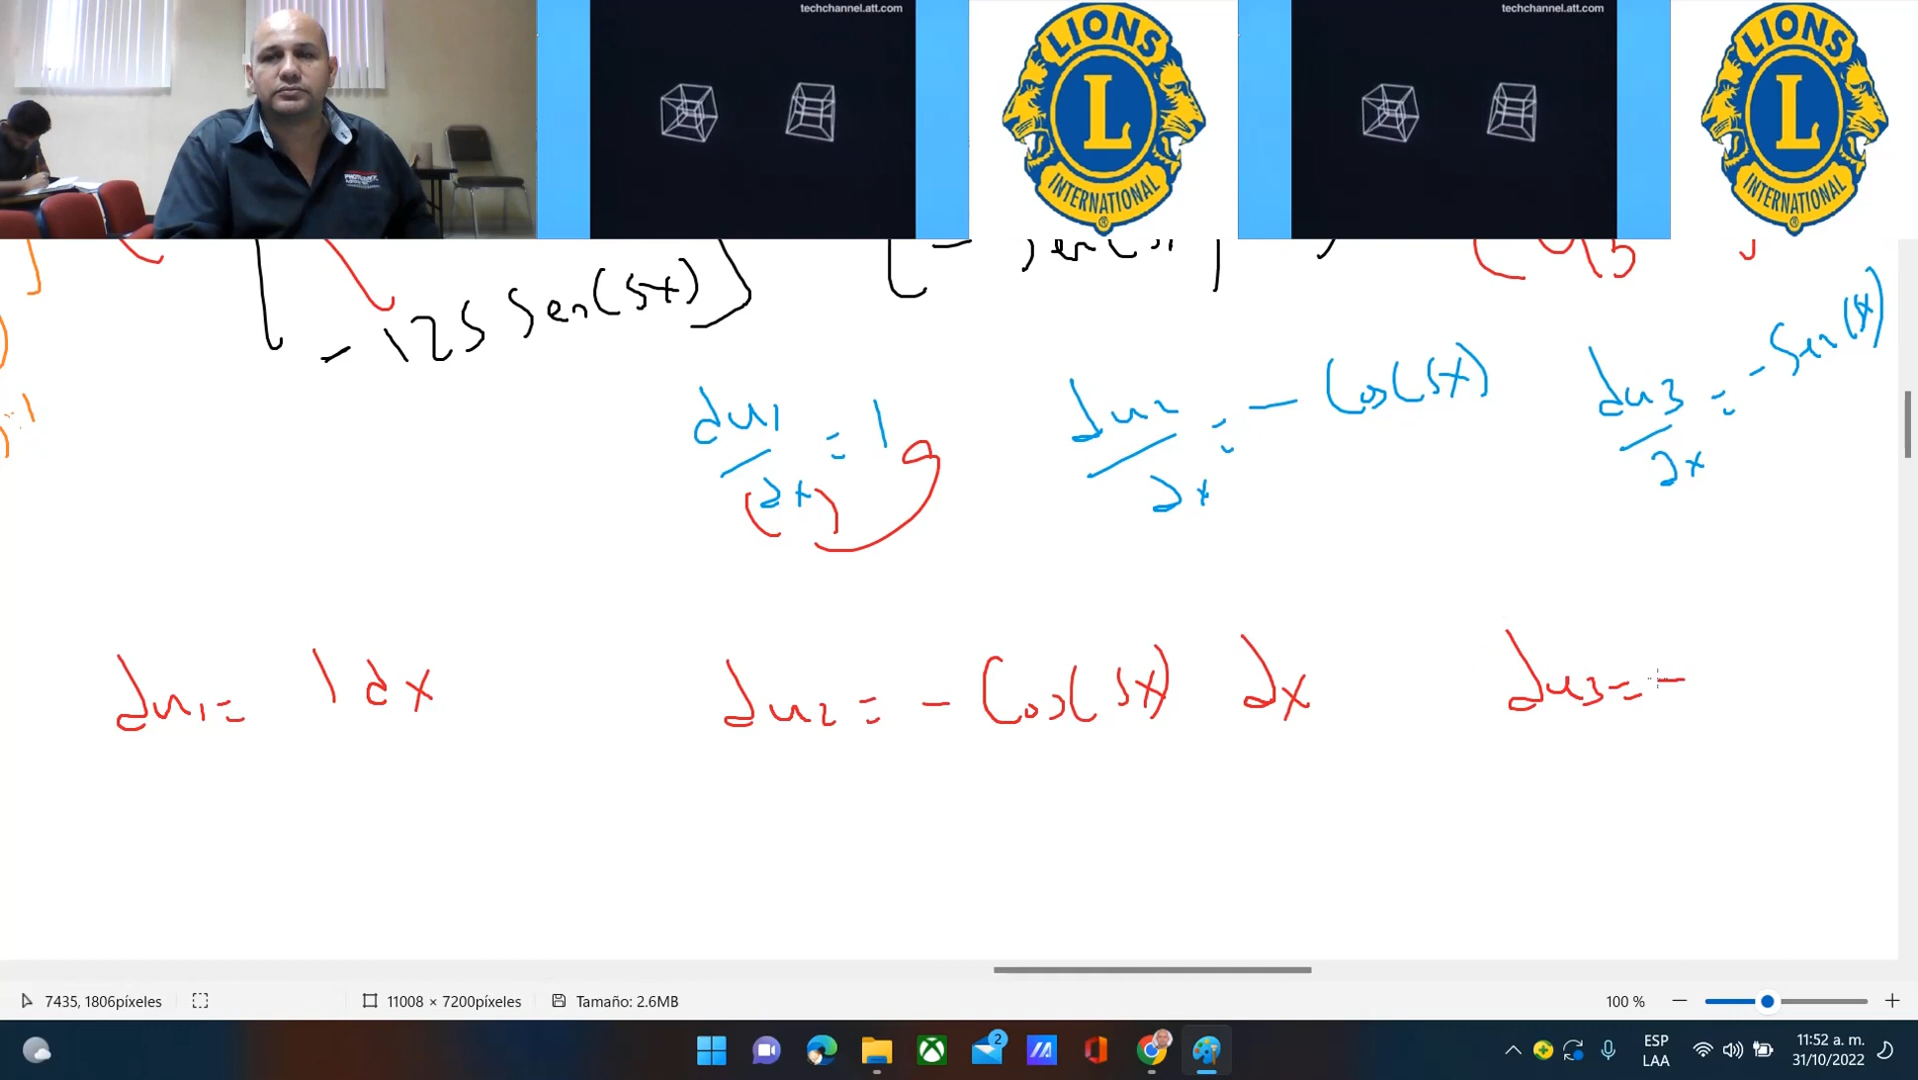 techchannel.att.com
techchannel.att.com
LIONS
L
INTERNATIONAL
®
LIONS
L
INTERNATIONAL
®
- 125 Sen(5x)
du1/dx = 1
du2/dx = - Cos(5x)
du3/dx = - Sen(5x)
du1 = 1 dx
du2 = - Cos(5x) dx
du3 = -
7435, 1806píxeles
11008 × 7200píxeles
Tamaño: 2.6MB
100 %
2
ESP
LAA
11:52 a. m.
31/10/2022